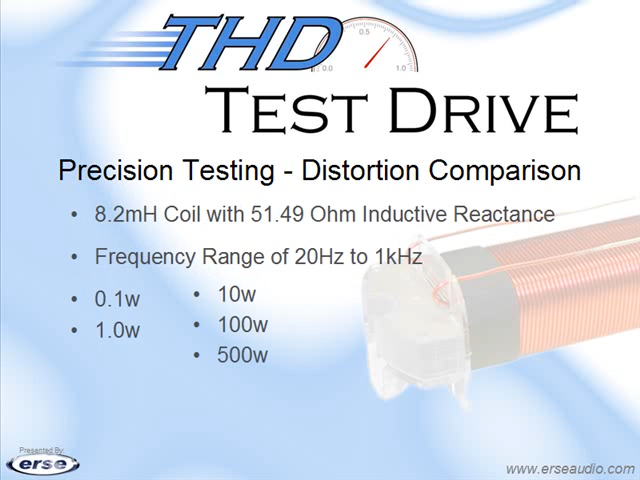 THD
0.0 0.5 1.0
TEST DRIVE
Precision Testing - Distortion Comparison
• 8.2mH Coil with 51.49 Ohm Inductive Reactance
• Frequency Range of 20Hz to 1kHz
• 0.1w
• 1.0w
• 10w
• 100w
• 500w
Presented By:
erse
www.erseaudio.com